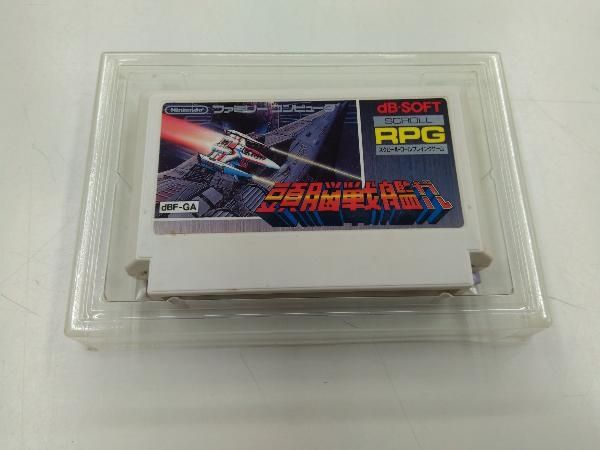 Nintendo ファミリーコンピュータ
dB-SOFT
SCROLL
RPG
スクロール・ロールプレイングゲーム
頭脳戦艦ガル
dBF-GA